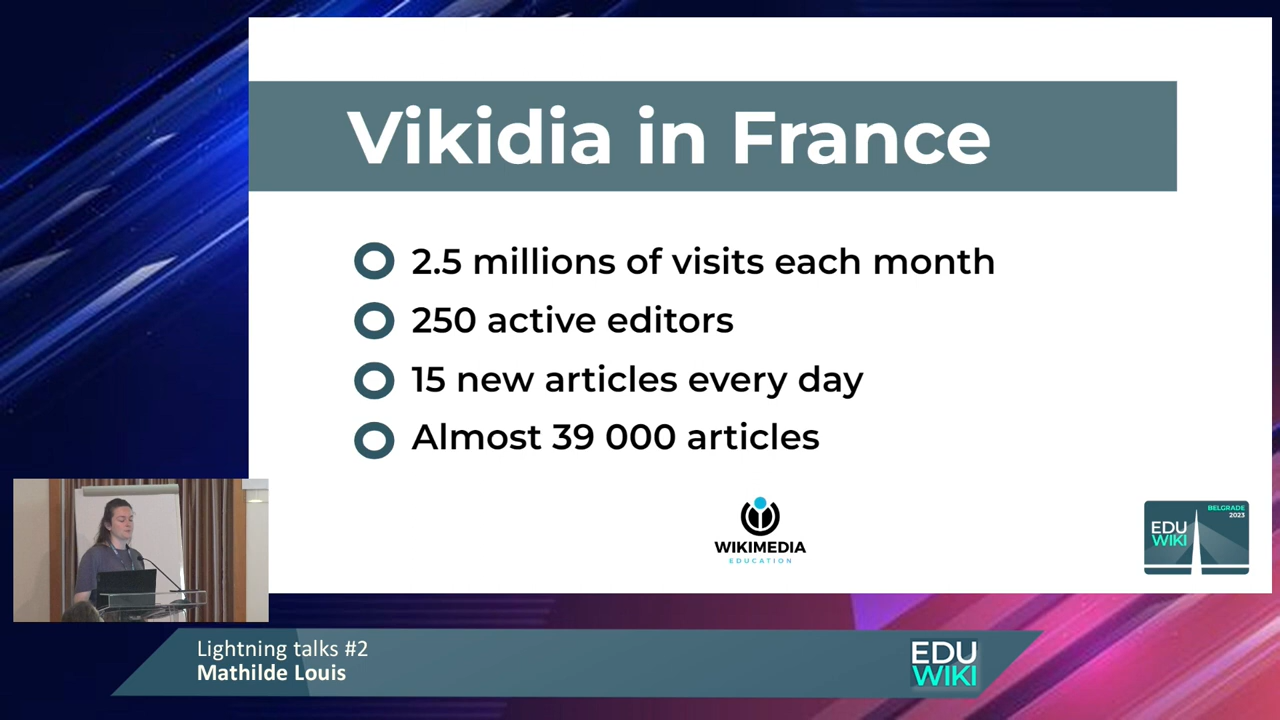 Vikidia in France
2.5 millions of visits each month
250 active editors
15 new articles every day
Almost 39 000 articles
WIKIMEDIA
EDUCATION
BELGRADE
2023
EDU
WIKI
Lightning talks #2
Mathilde Louis
EDU
WIKI